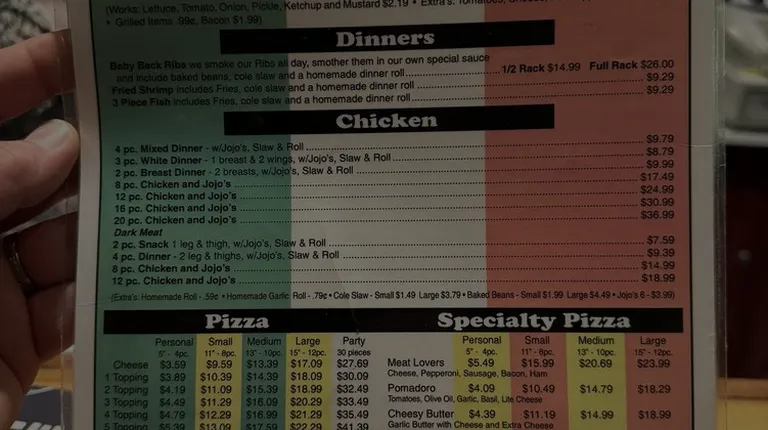 (Works: Lettuce, Tomato, Onion, Pickle, Ketchup and Mustard $2.19 • Extra's: Tomatoes,
• Grilled Items .99¢, Bacon $1.99)
Dinners
Baby Back Ribs we smoke our Ribs all day, smother them in our own special sauce
and include baked beans, cole slaw and a homemade dinner roll 1/2 Rack $14.99 Full Rack $26.00
Fried Shrimp includes Fries, cole slaw and a homemade dinner roll $9.29
3 Piece Fish includes Fries, cole slaw and a homemade dinner roll $9.29
Chicken
4 pc. Mixed Dinner - w/Jojo's, Slaw & Roll $9.79
3 pc. White Dinner - 1 breast & 2 wings, w/Jojo's, Slaw & Roll $8.79
2 pc. Breast Dinner - 2 breasts, w/Jojo's, Slaw & Roll $9.99
8 pc. Chicken and Jojo's $17.49
12 pc. Chicken and Jojo's $24.99
16 pc. Chicken and Jojo's $30.99
20 pc. Chicken and Jojo's $36.99
Dark Meat
2 pc. Snack 1 leg & thigh, w/Jojo's, Slaw & Roll $7.59
4 pc. Dinner - 2 leg & thighs, w/Jojo's, Slaw & Roll $9.39
8 pc. Chicken and Jojo's $14.99
12 pc. Chicken and Jojo's $18.99
(Extra's: Homemade Roll - .59¢ • Homemade Garlic Roll - .79¢ • Cole Slaw - Small $1.49 Large $3.79 • Baked Beans - Small $1.99 Large $4.49 • Jojo's 6 - $3.99)
Pizza
Personal Small Medium Large Party
5" - 4pc. 11" - 8pc. 13" - 10pc. 15" - 12pc. 30 pieces
Cheese $3.59 $9.59 $13.39 $17.09 $27.69
1 Topping $3.89 $10.39 $14.39 $18.09 $30.09
2 Topping $4.19 $11.09 $15.39 $18.99 $32.49
3 Topping $4.49 $11.29 $16.09 $20.29 $33.49
4 Topping $4.79 $12.29 $16.99 $21.29 $35.49
5 Topping $5.39 $13.09 $17.59 $22.29 $41.39
Specialty Pizza
Personal Small Medium Large
5" - 4pc. 11" - 8pc. 13" - 10pc. 15" - 12pc.
Meat Lovers $5.49 $15.99 $20.69 $23.99
Cheese, Pepperoni, Sausage, Bacon, Ham
Pomadoro $4.09 $10.49 $14.79 $18.29
Tomatoes, Olive Oil, Garlic, Basil, Lite Cheese
Cheesy Butter $4.39 $11.19 $14.99 $18.99
Garlic Butter with Cheese and Extra Cheese